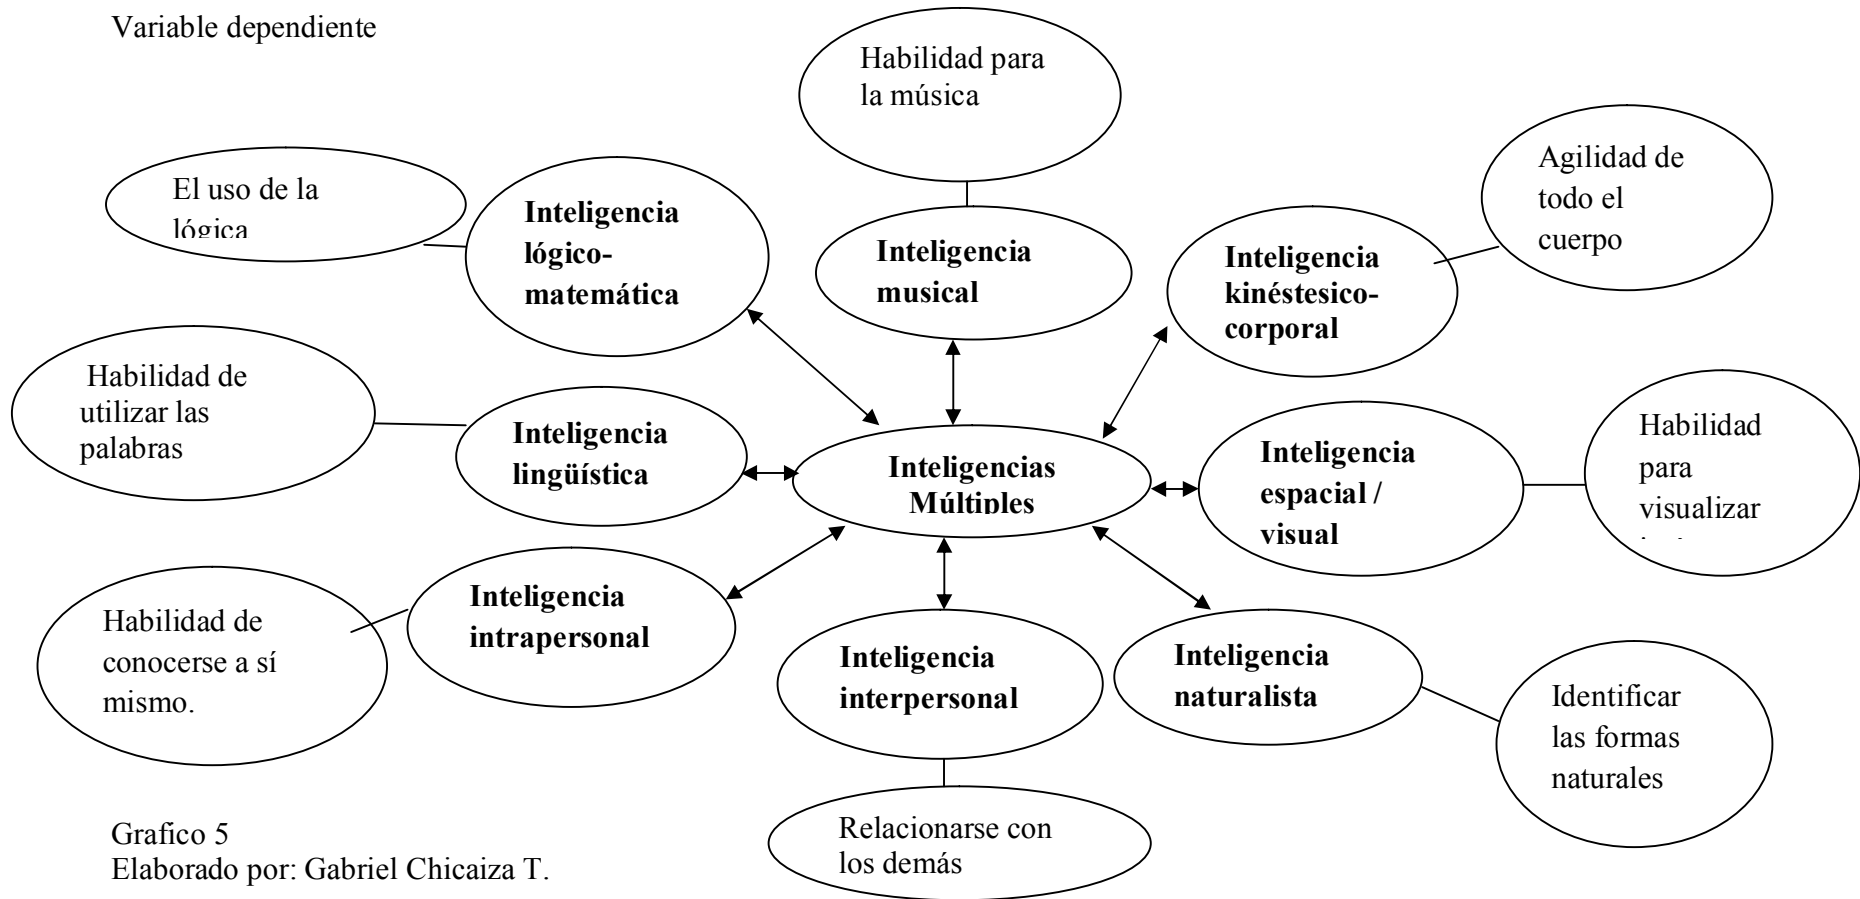 Variable dependiente
Habilidad para
la música
El uso de la
lógica
Inteligencia
lógico-
matemática
Inteligencia
musical
Inteligencia
kinéstesico-
corporal
Agilidad de
todo el
cuerpo
Habilidad de
utilizar las
palabras
Inteligencia
lingüística
Inteligencias
Múltiples
Inteligencia
espacial /
visual
Habilidad
para
visualizar
Habilidad de
conocerse a sí
mismo.
Inteligencia
intrapersonal
Inteligencia
interpersonal
Inteligencia
naturalista
Identificar
las formas
naturales
Relacionarse con
los demás
Grafico 5
Elaborado por: Gabriel Chicaiza T.